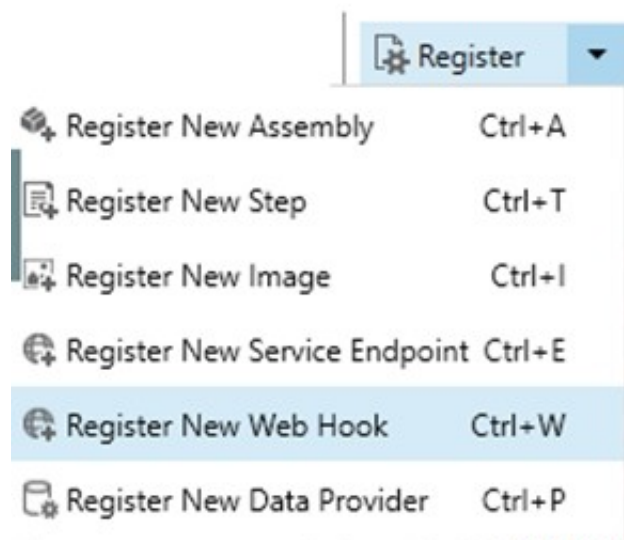 Register
Register New Assembly Ctrl+A
Register New Step Ctrl+T
Register New Image Ctrl+I
Register New Service Endpoint Ctrl+E
Register New Web Hook Ctrl+W
Register New Data Provider Ctrl+P